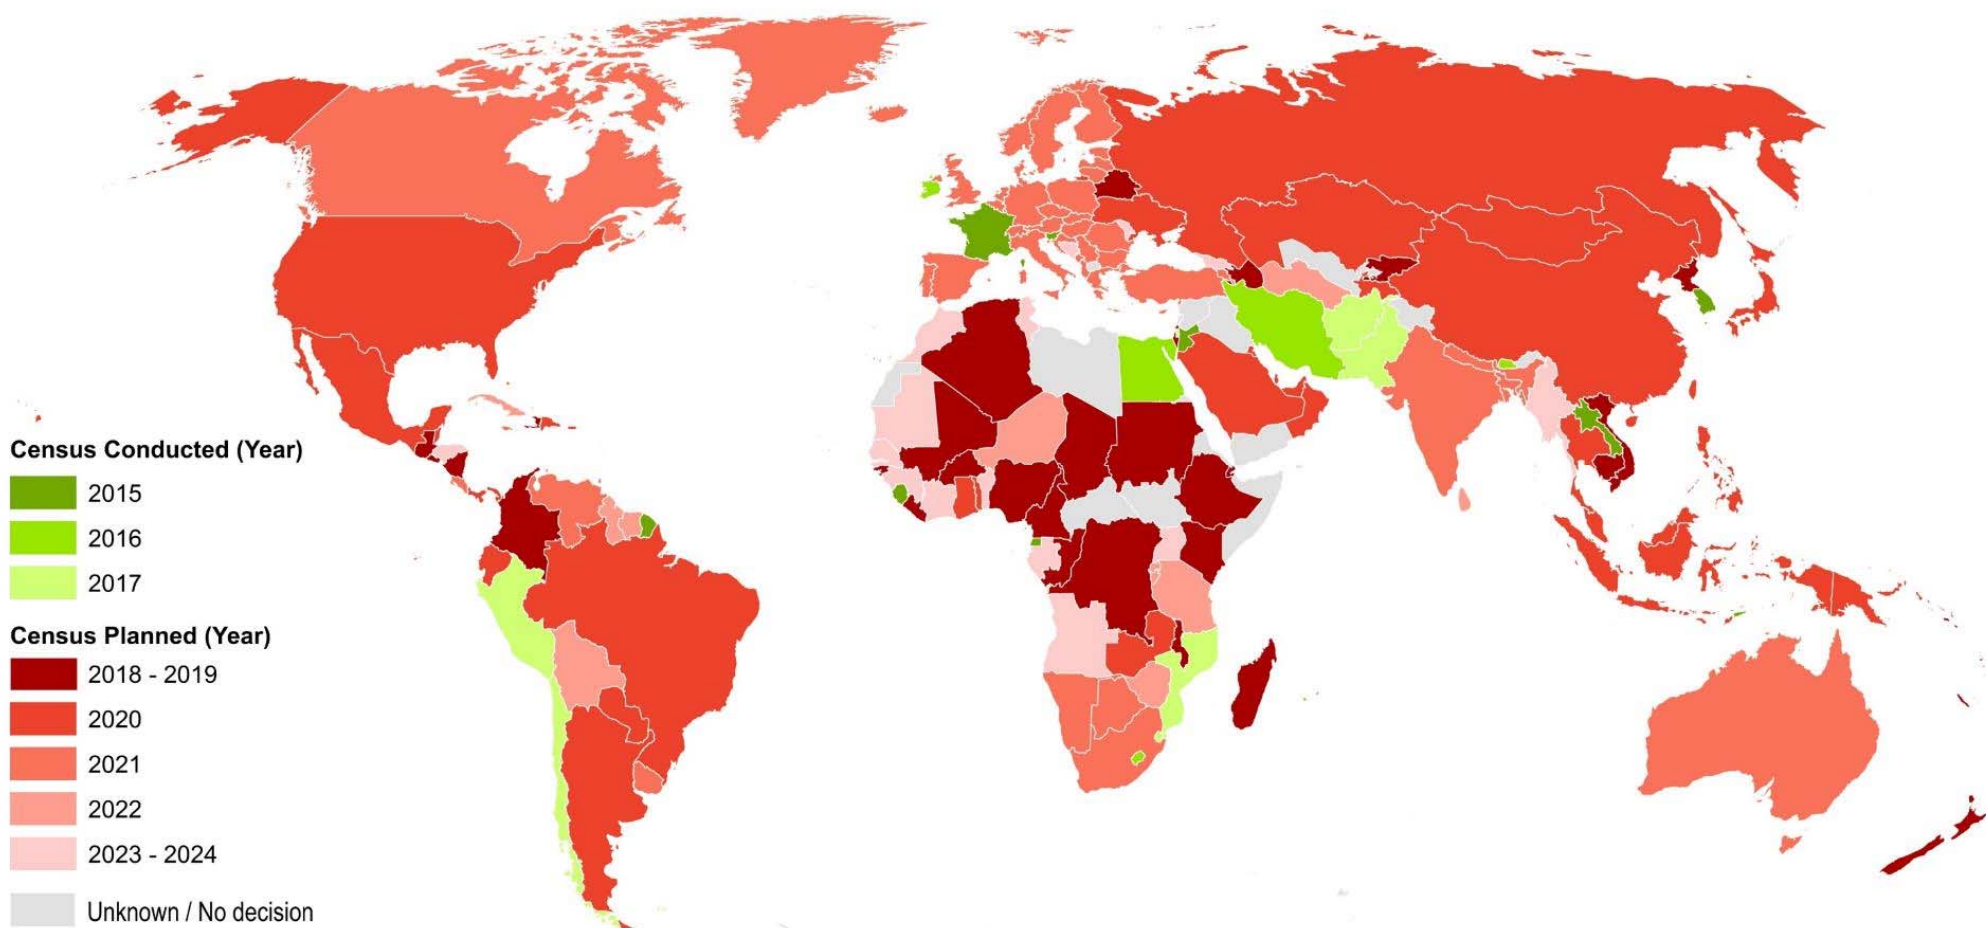 Census Conducted (Year)
2015
2016
2017
Census Planned (Year)
2018 - 2019
2020
2021
2022
2023 - 2024
Unknown / No decision